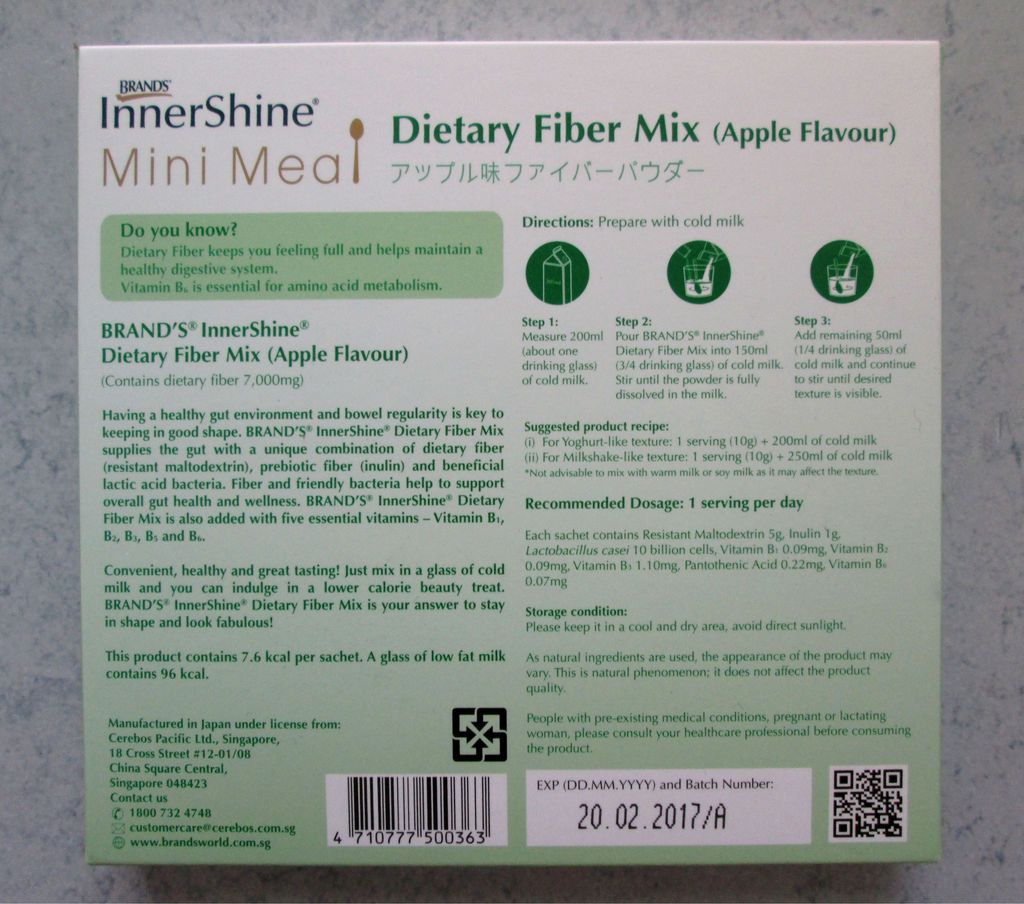 BRAND'S®
InnerShine®
Mini Meal
Dietary Fiber Mix (Apple Flavour)
アップル味ファイバーパウダー
Do you know?
Dietary Fiber keeps you feeling full and helps maintain a
healthy digestive system.
Vitamin B₆ is essential for amino acid metabolism.
BRAND'S® InnerShine®
Dietary Fiber Mix (Apple Flavour)
(Contains dietary fiber 7,000mg)
Having a healthy gut environment and bowel regularity is key to
keeping in good shape. BRAND'S® InnerShine® Dietary Fiber Mix
supplies the gut with a unique combination of dietary fiber
(resistant maltodextrin), prebiotic fiber (inulin) and beneficial
lactic acid bacteria. Fiber and friendly bacteria help to support
overall gut health and wellness. BRAND'S® InnerShine® Dietary
Fiber Mix is also added with five essential vitamins – Vitamin B₁,
B₂, B₃, B₅ and B₆.
Convenient, healthy and great tasting! Just mix in a glass of cold
milk and you can indulge in a lower calorie beauty treat.
BRAND'S® InnerShine® Dietary Fiber Mix is your answer to stay
in shape and look fabulous!
This product contains 7.6 kcal per sachet. A glass of low fat milk
contains 96 kcal.
Manufactured in Japan under license from:
Cerebos Pacific Ltd., Singapore,
18 Cross Street #12-01/08
China Square Central,
Singapore 048423
Contact us
1800 732 4748
customercare@cerebos.com.sg
www.brandsworld.com.sg
4 710777 500363
Directions: Prepare with cold milk
Step 1:
Measure 200ml
(about one
drinking glass)
of cold milk.
Step 2:
Pour BRAND'S® InnerShine®
Dietary Fiber Mix into 150ml
(3/4 drinking glass) of cold milk.
Stir until the powder is fully
dissolved in the milk.
Step 3:
Add remaining 50ml
(1/4 drinking glass) of
cold milk and continue
to stir until desired
texture is visible.
Suggested product recipe:
(i) For Yoghurt-like texture: 1 serving (10g) + 200ml of cold milk
(ii) For Milkshake-like texture: 1 serving (10g) + 250ml of cold milk
*Not advisable to mix with warm milk or soy milk as it may affect the texture.
Recommended Dosage: 1 serving per day
Each sachet contains Resistant Maltodextrin 5g, Inulin 1g,
Lactobacillus casei 10 billion cells, Vitamin B₁ 0.09mg, Vitamin B₂
0.09mg, Vitamin B₃ 1.10mg, Pantothenic Acid 0.22mg, Vitamin B₆
0.07mg
Storage condition:
Please keep it in a cool and dry area, avoid direct sunlight.
As natural ingredients are used, the appearance of the product may
vary. This is natural phenomenon; it does not affect the product
quality.
People with pre-existing medical conditions, pregnant or lactating
woman, please consult your healthcare professional before consuming
the product.
EXP (DD.MM.YYYY) and Batch Number:
20.02.2017/A